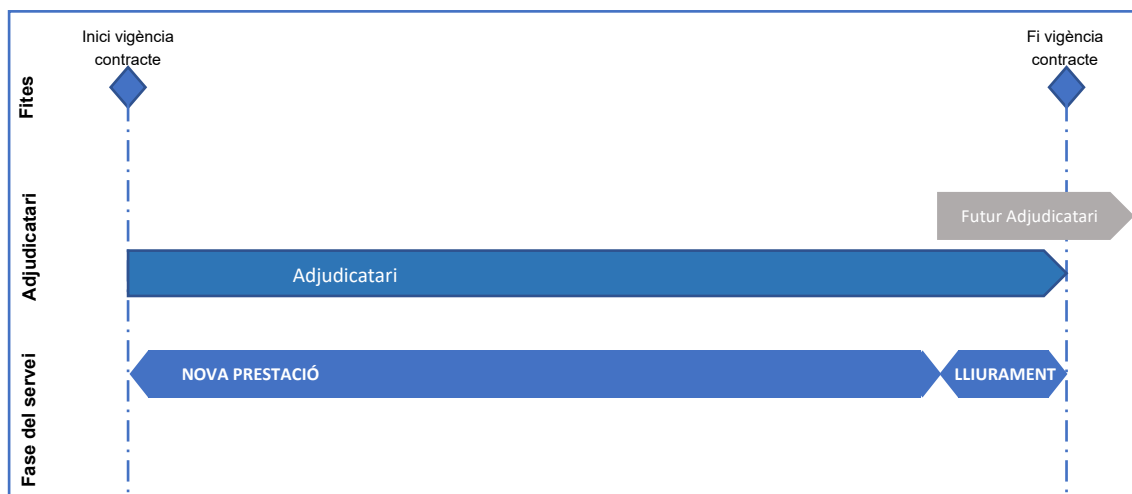 Inici vigència
contracte
Fi vigència
contracte
Fites
Adjudicatari
Futur Adjudicatari
Adjudicatari
Fase del servei
NOVA PRESTACIÓ
LLIURAMENT